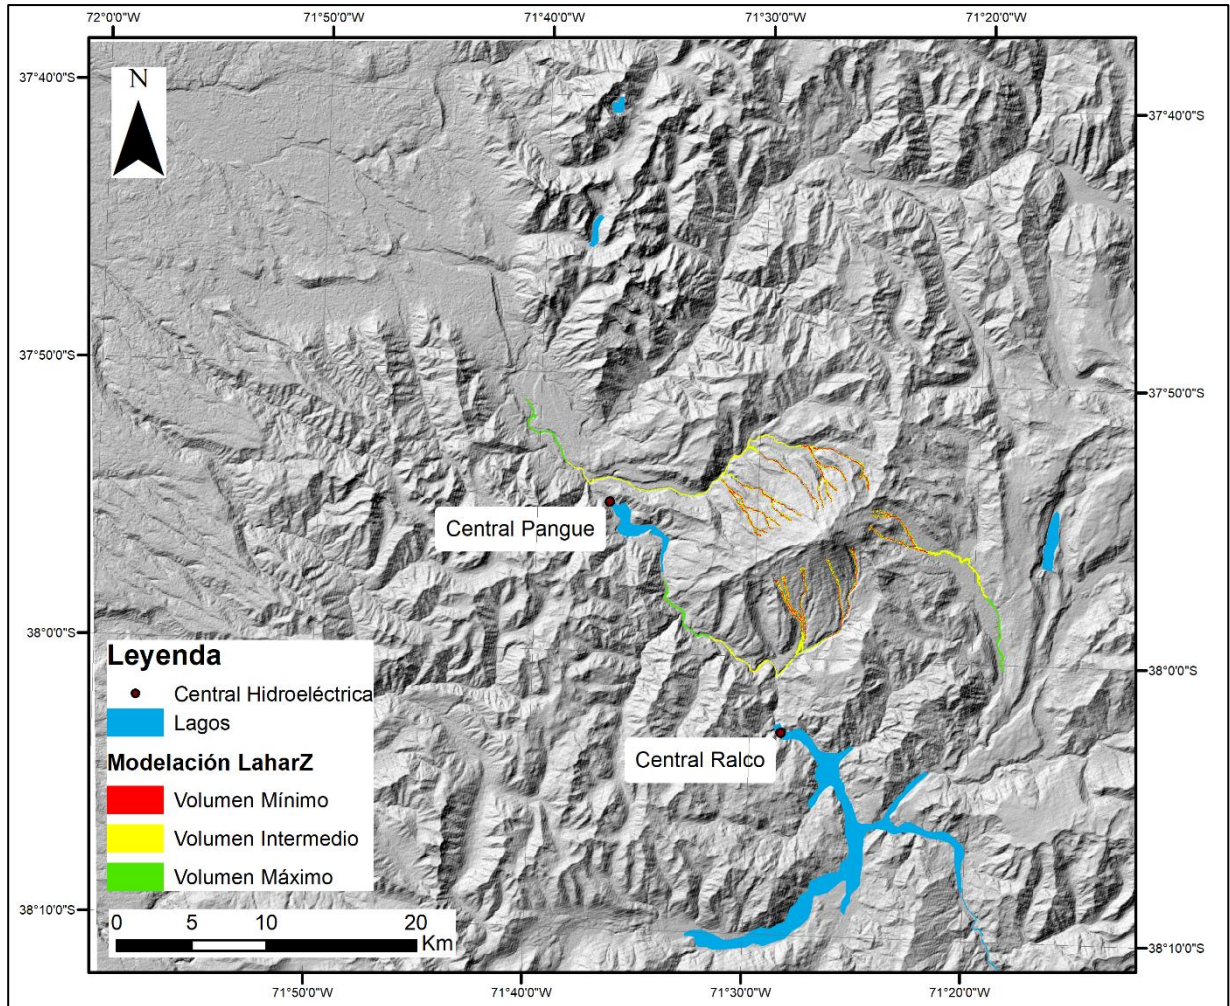 72°0'0"W
71°50'0"W
71°40'0"W
71°30'0"W
71°20'0"W
37°40'0"S
37°40'0"S
N
37°50'0"S
37°50'0"S
Central Pangue
38°0'0"S
38°0'0"S
Leyenda
Central Hidroeléctrica
Lagos
Modelación LaharZ
Volumen Mínimo
Volumen Intermedio
Volumen Máximo
Central Ralco
38°10'0"S
38°10'0"S
0 5 10 20
Km
71°50'0"W
71°40'0"W
71°30'0"W
71°20'0"W